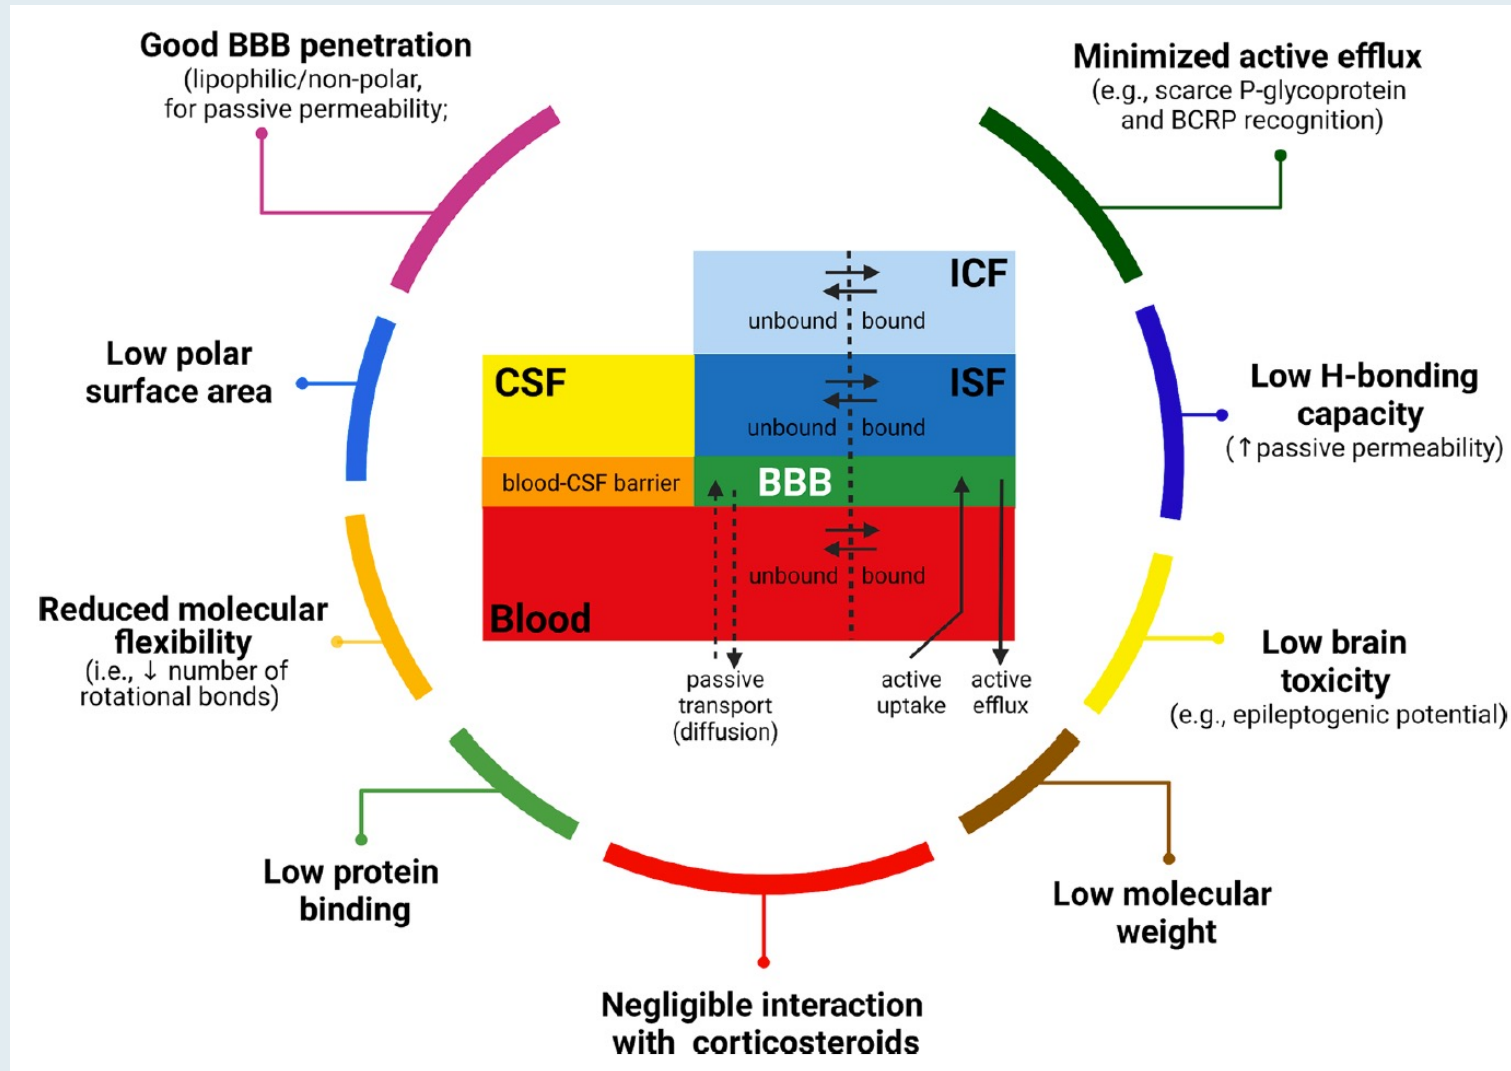 Good BBB penetration
(lipophilic/non-polar,
for passive permeability;
Minimized active efflux
(e.g., scarce P-glycoprotein
and BCRP recognition)
Low polar
surface area
Low H-bonding
capacity
(↑passive permeability)
Reduced molecular
flexibility
(i.e., ↓ number of
rotational bonds)
Low brain
toxicity
(e.g., epileptogenic potential)
Low protein
binding
Low molecular
weight
Negligible interaction
with corticosteroids
ICF
unbound bound
CSF
ISF
unbound bound
blood-CSF barrier
BBB
unbound bound
Blood
passive
transport
(diffusion)
active
uptake
active
efflux